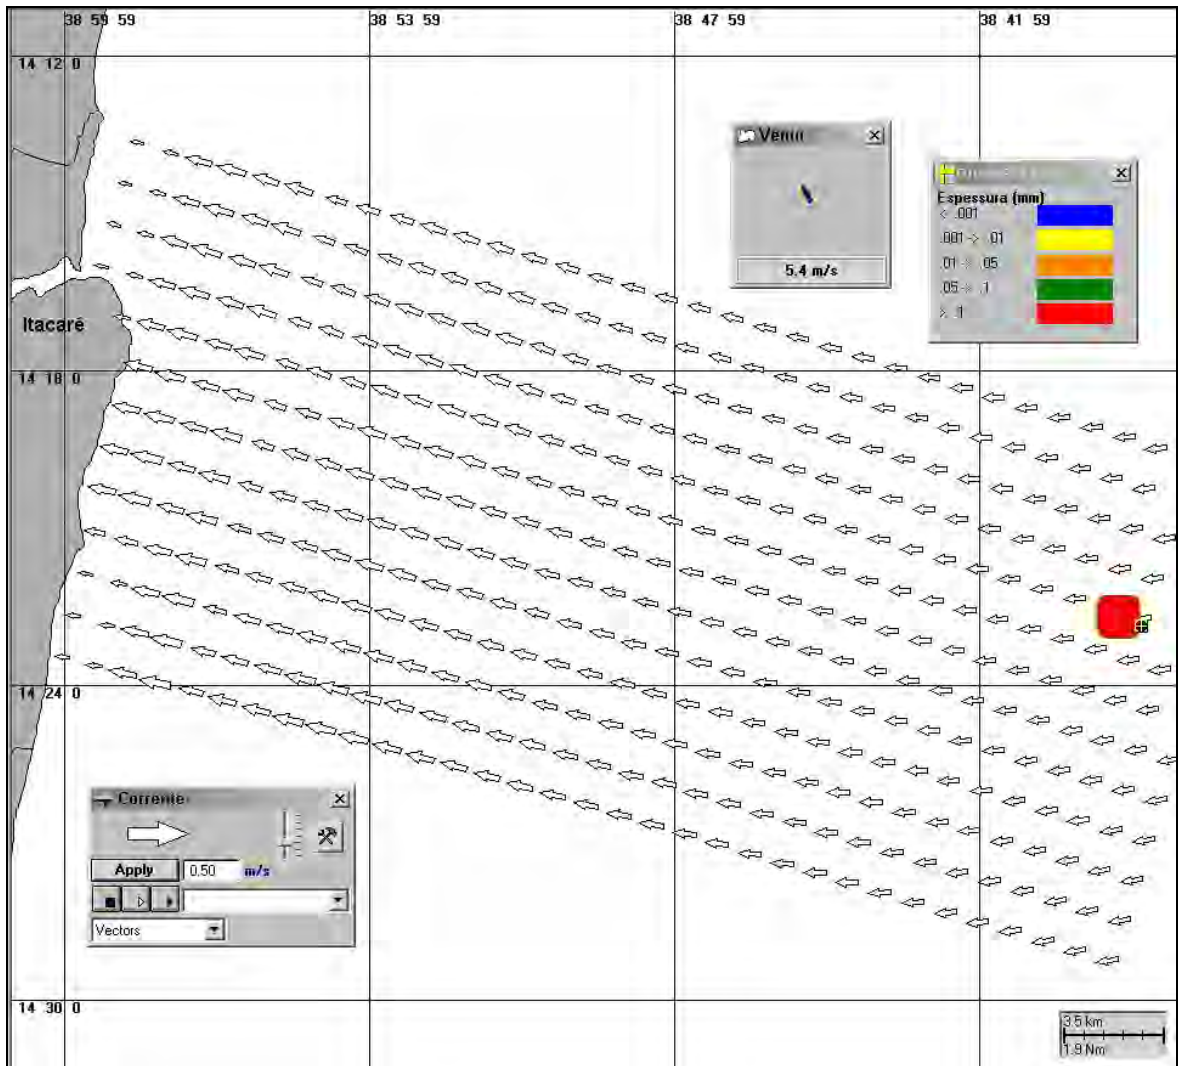 38 59 59
38 53 59
38 47 59
38 41 59
14 12 0
Espessura (mm)
< .001
.001 -> .01
.01 -> .05
.05 -> .1
> .1
5.4 m/s
Itacaré
14 18 0
14 24 0
Corrente
Apply
0.50
m/s
Vectors
14 30 0
3.5 km
1.9 Nm